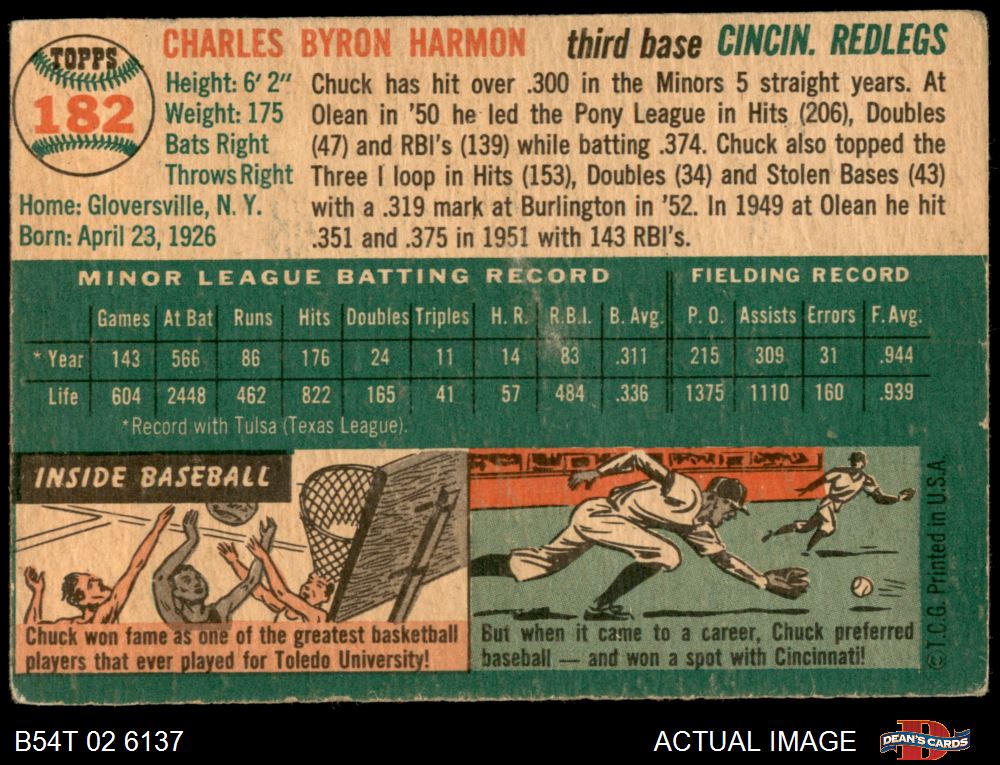 TOPPS
182
CHARLES BYRON HARMON third base CINCIN. REDLEGS
Height: 6' 2"
Weight: 175
Bats Right
Throws Right
Home: Gloversville, N. Y.
Born: April 23, 1926
Chuck has hit over .300 in the Minors 5 straight years. At
Olean in '50 he led the Pony League in Hits (206), Doubles
(47) and RBI's (139) while batting .374. Chuck also topped the
Three I loop in Hits (153), Doubles (34) and Stolen Bases (43)
with a .319 mark at Burlington in '52. In 1949 at Olean he hit
.351 and .375 in 1951 with 143 RBI's.
MINOR LEAGUE BATTING RECORD FIELDING RECORD
Games At Bat Runs Hits Doubles Triples H. R. R.B.I. B. Avg. P. O. Assists Errors F. Avg.
* Year 143 566 86 176 24 11 14 83 .311 215 309 31 .944
Life 604 2448 462 822 165 41 57 484 .336 1375 1110 160 .939
*Record with Tulsa (Texas League).
INSIDE BASEBALL
Chuck won fame as one of the greatest basketball
players that ever played for Toledo University!
But when it came to a career, Chuck preferred
baseball — and won a spot with Cincinnati!
© T.C.G. Printed in U.S.A.
B54T 02 6137 ACTUAL IMAGE DEAN'S CARDS